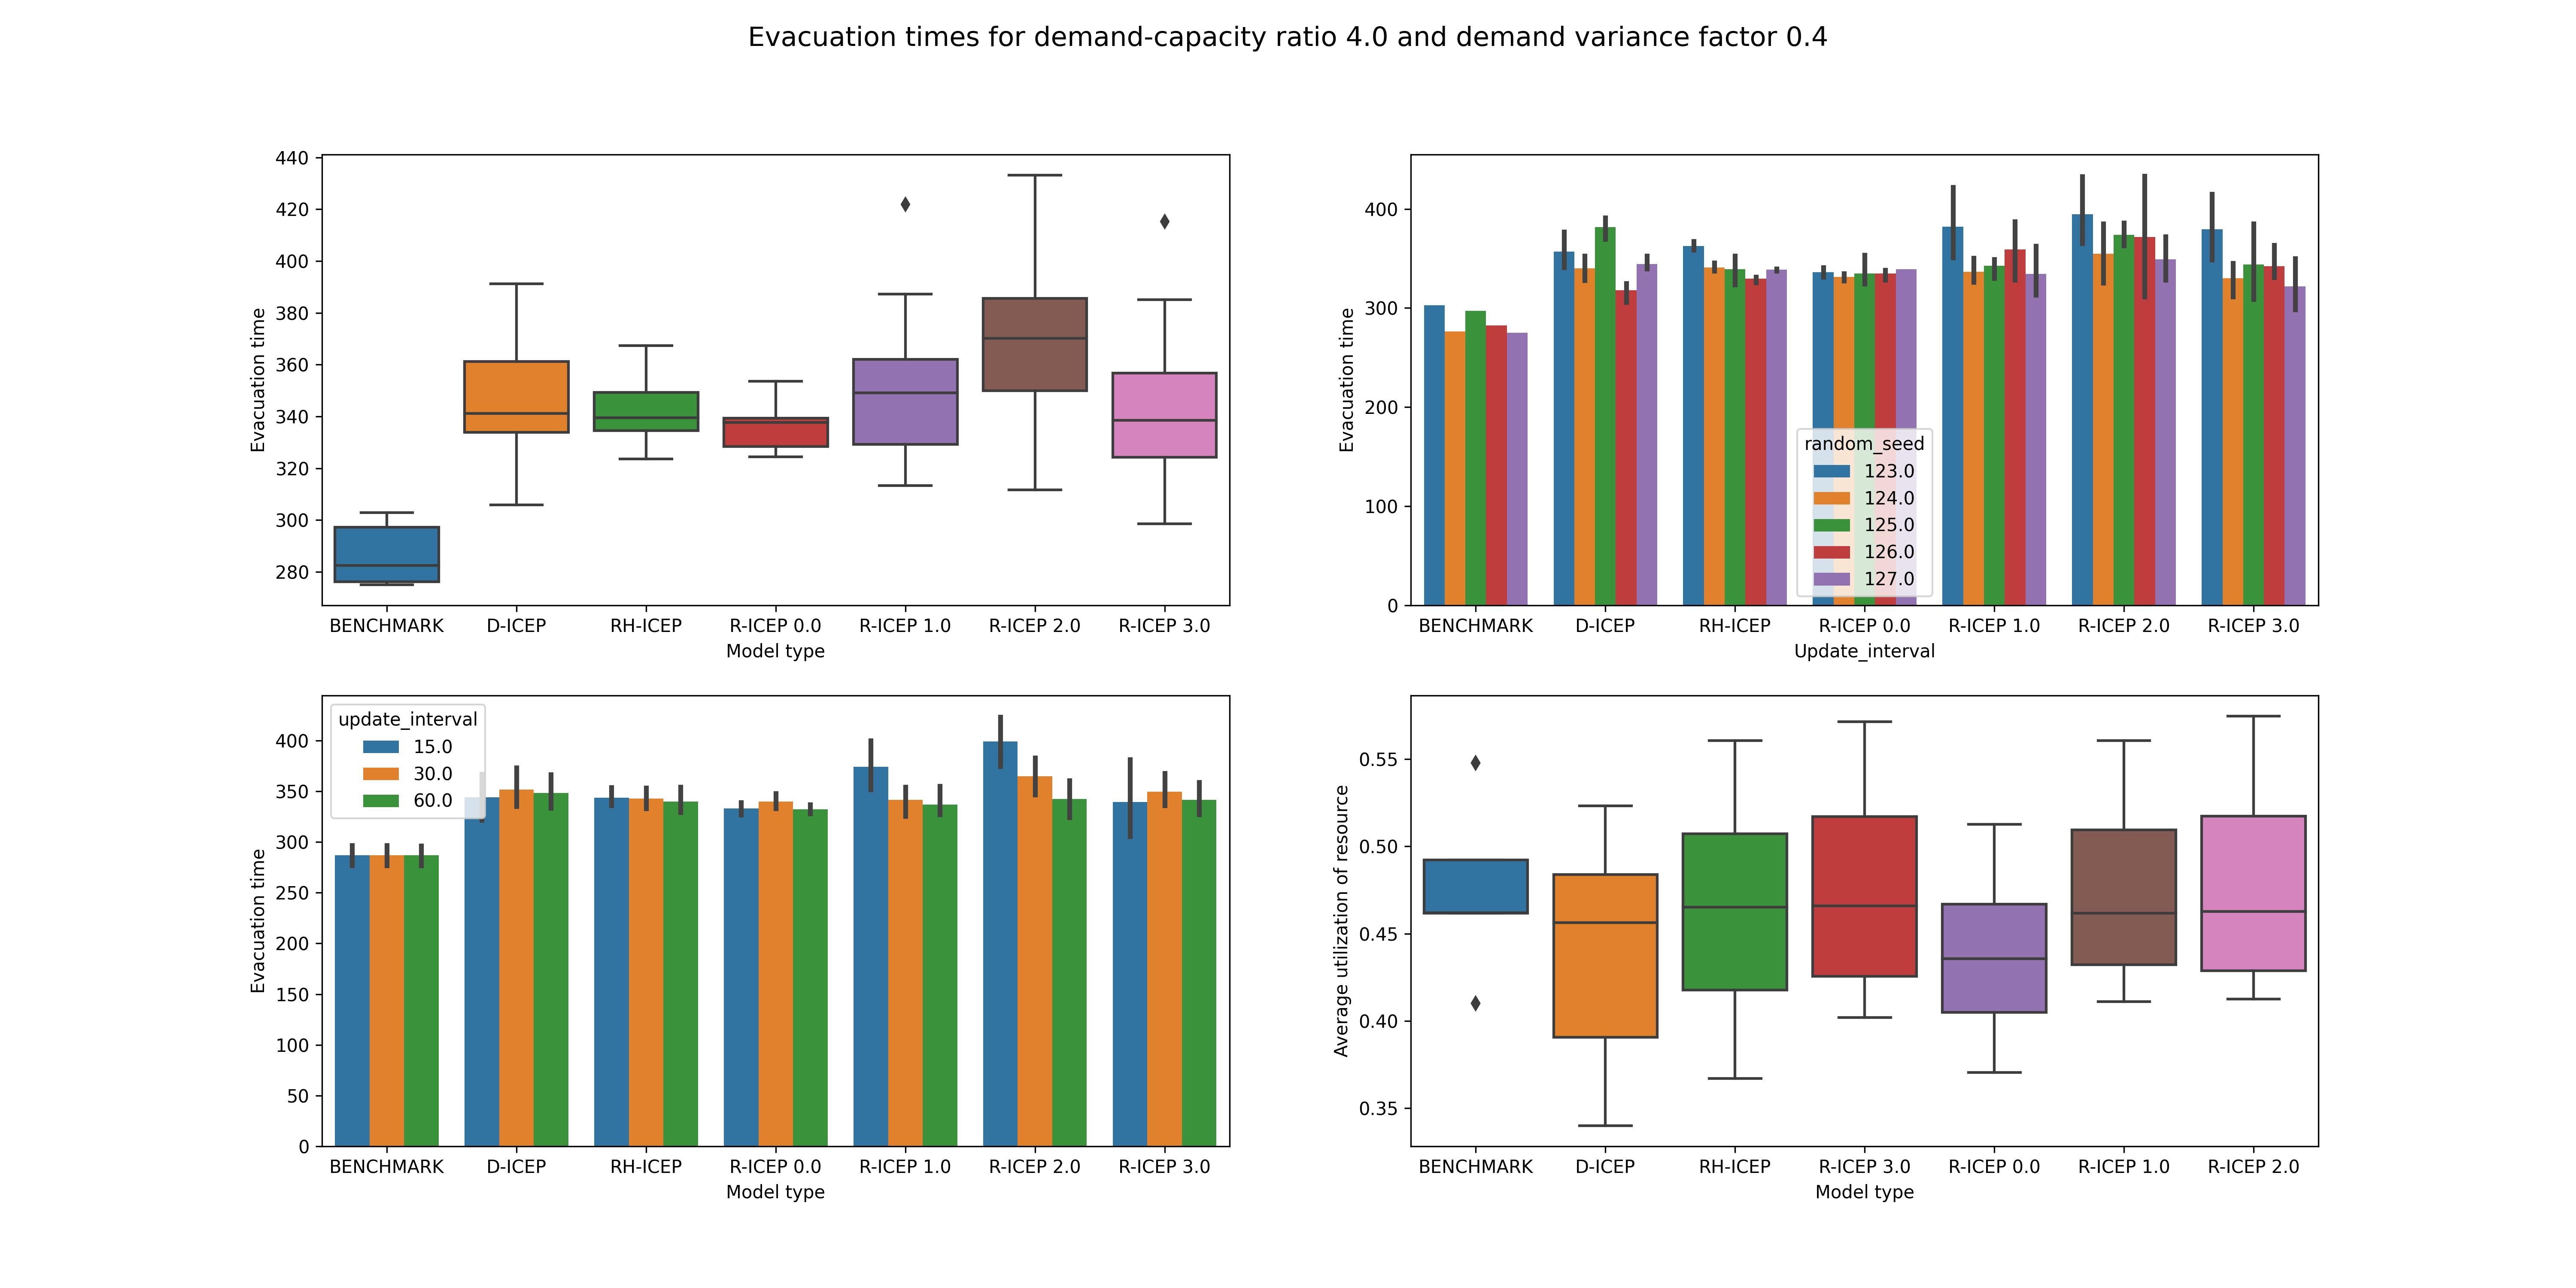 Evacuation times for demand-capacity ratio 4.0 and demand variance factor 0.4
440
420
400
380
360
340
320
300
280
Evacuation time
BENCHMARK D-ICEP RH-ICEP R-ICEP 0.0 R-ICEP 1.0 R-ICEP 2.0 R-ICEP 3.0
Model type
400
300
200
100
0
Evacuation time
random_seed
123.0
124.0
125.0
126.0
127.0
BENCHMARK D-ICEP RH-ICEP R-ICEP 0.0 R-ICEP 1.0 R-ICEP 2.0 R-ICEP 3.0
Update_interval
400
350
300
250
200
150
100
50
0
Evacuation time
update_interval
15.0
30.0
60.0
BENCHMARK D-ICEP RH-ICEP R-ICEP 0.0 R-ICEP 1.0 R-ICEP 2.0 R-ICEP 3.0
Model type
0.55
0.50
0.45
0.40
0.35
Average utilization of resource
BENCHMARK D-ICEP RH-ICEP R-ICEP 3.0 R-ICEP 0.0 R-ICEP 1.0 R-ICEP 2.0
Model type